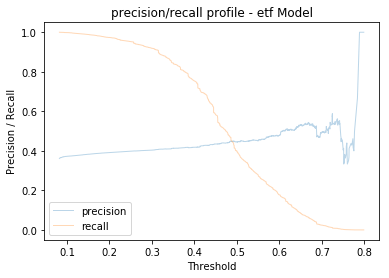 precision/recall profile - etf Model
Precision / Recall
1.0
0.8
0.6
0.4
0.2
0.0
precision
recall
0.1 0.2 0.3 0.4 0.5 0.6 0.7 0.8
Threshold